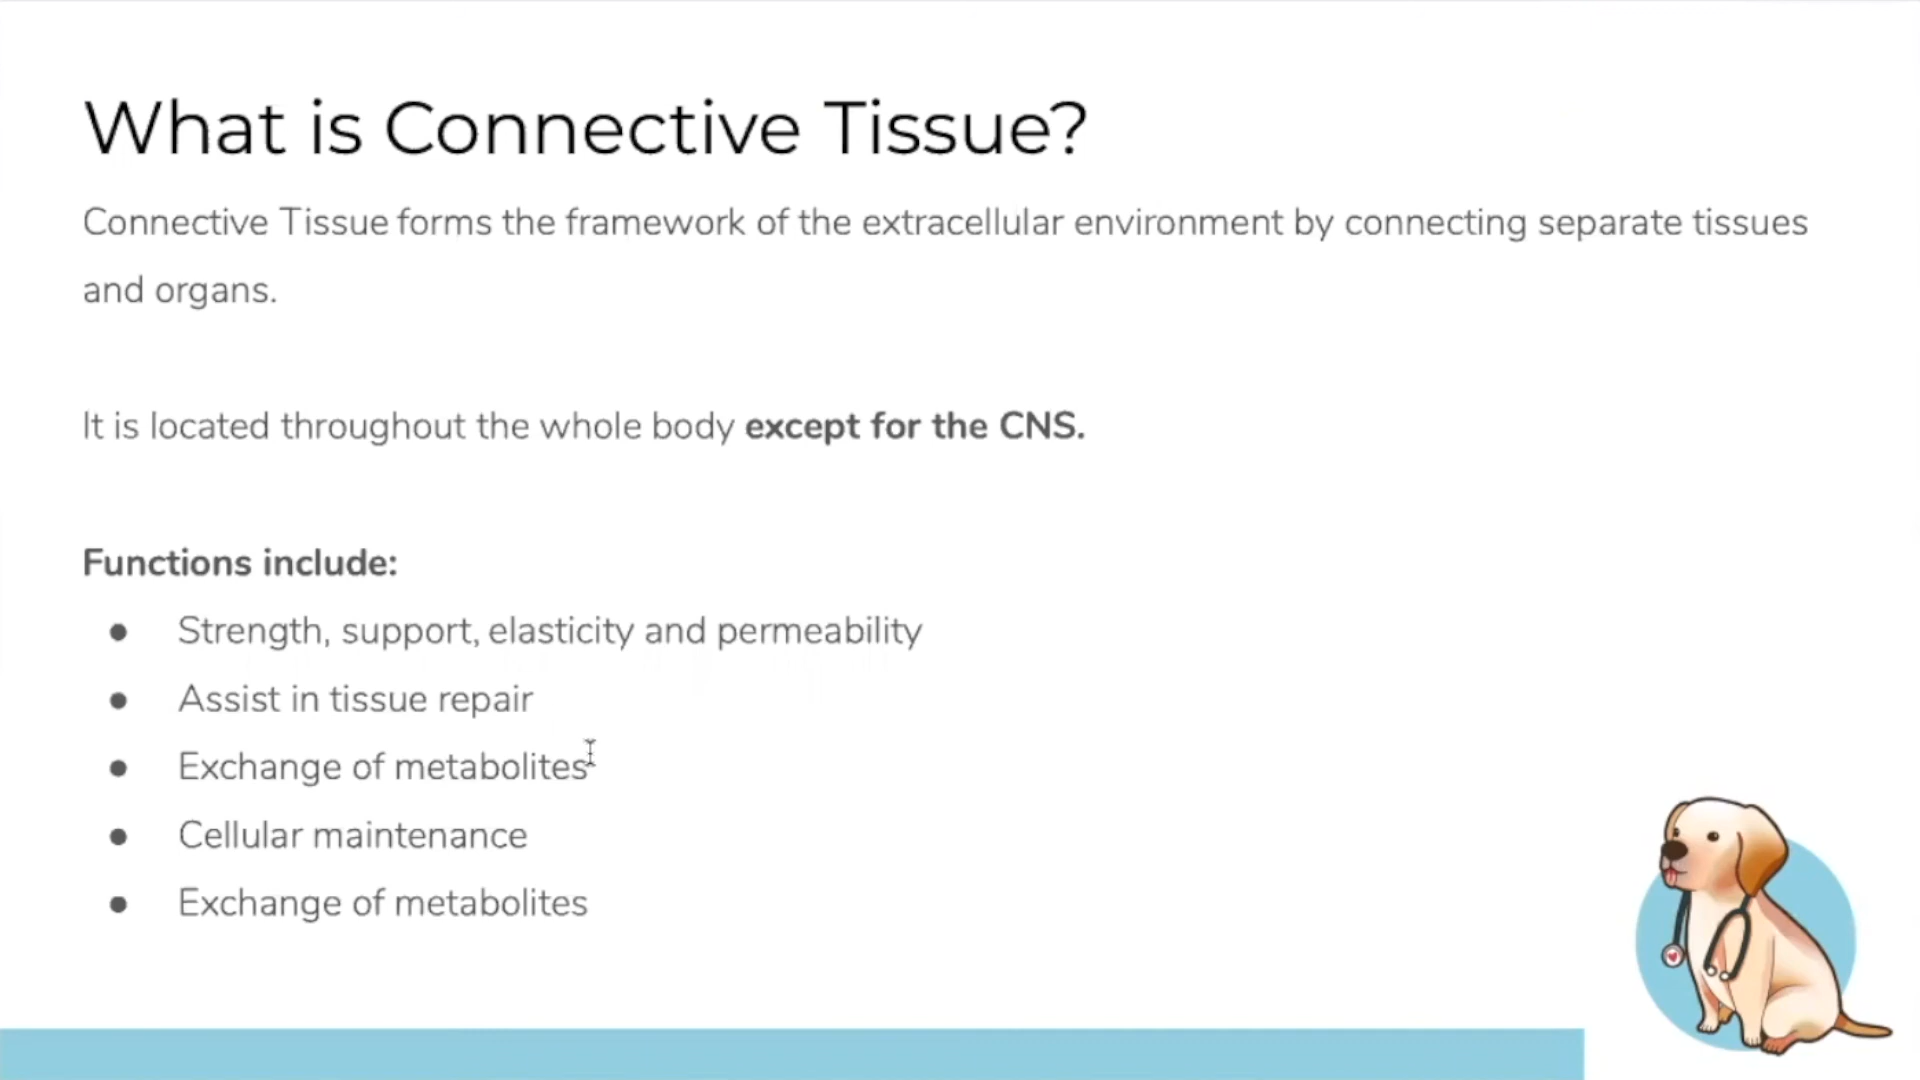 What is Connective Tissue?
Connective Tissue forms the framework of the extracellular environment by connecting separate tissues
and organs.
It is located throughout the whole body except for the CNS.
Functions include:
● Strength, support, elasticity and permeability
● Assist in tissue repair
● Exchange of metabolites
● Cellular maintenance
● Exchange of metabolites